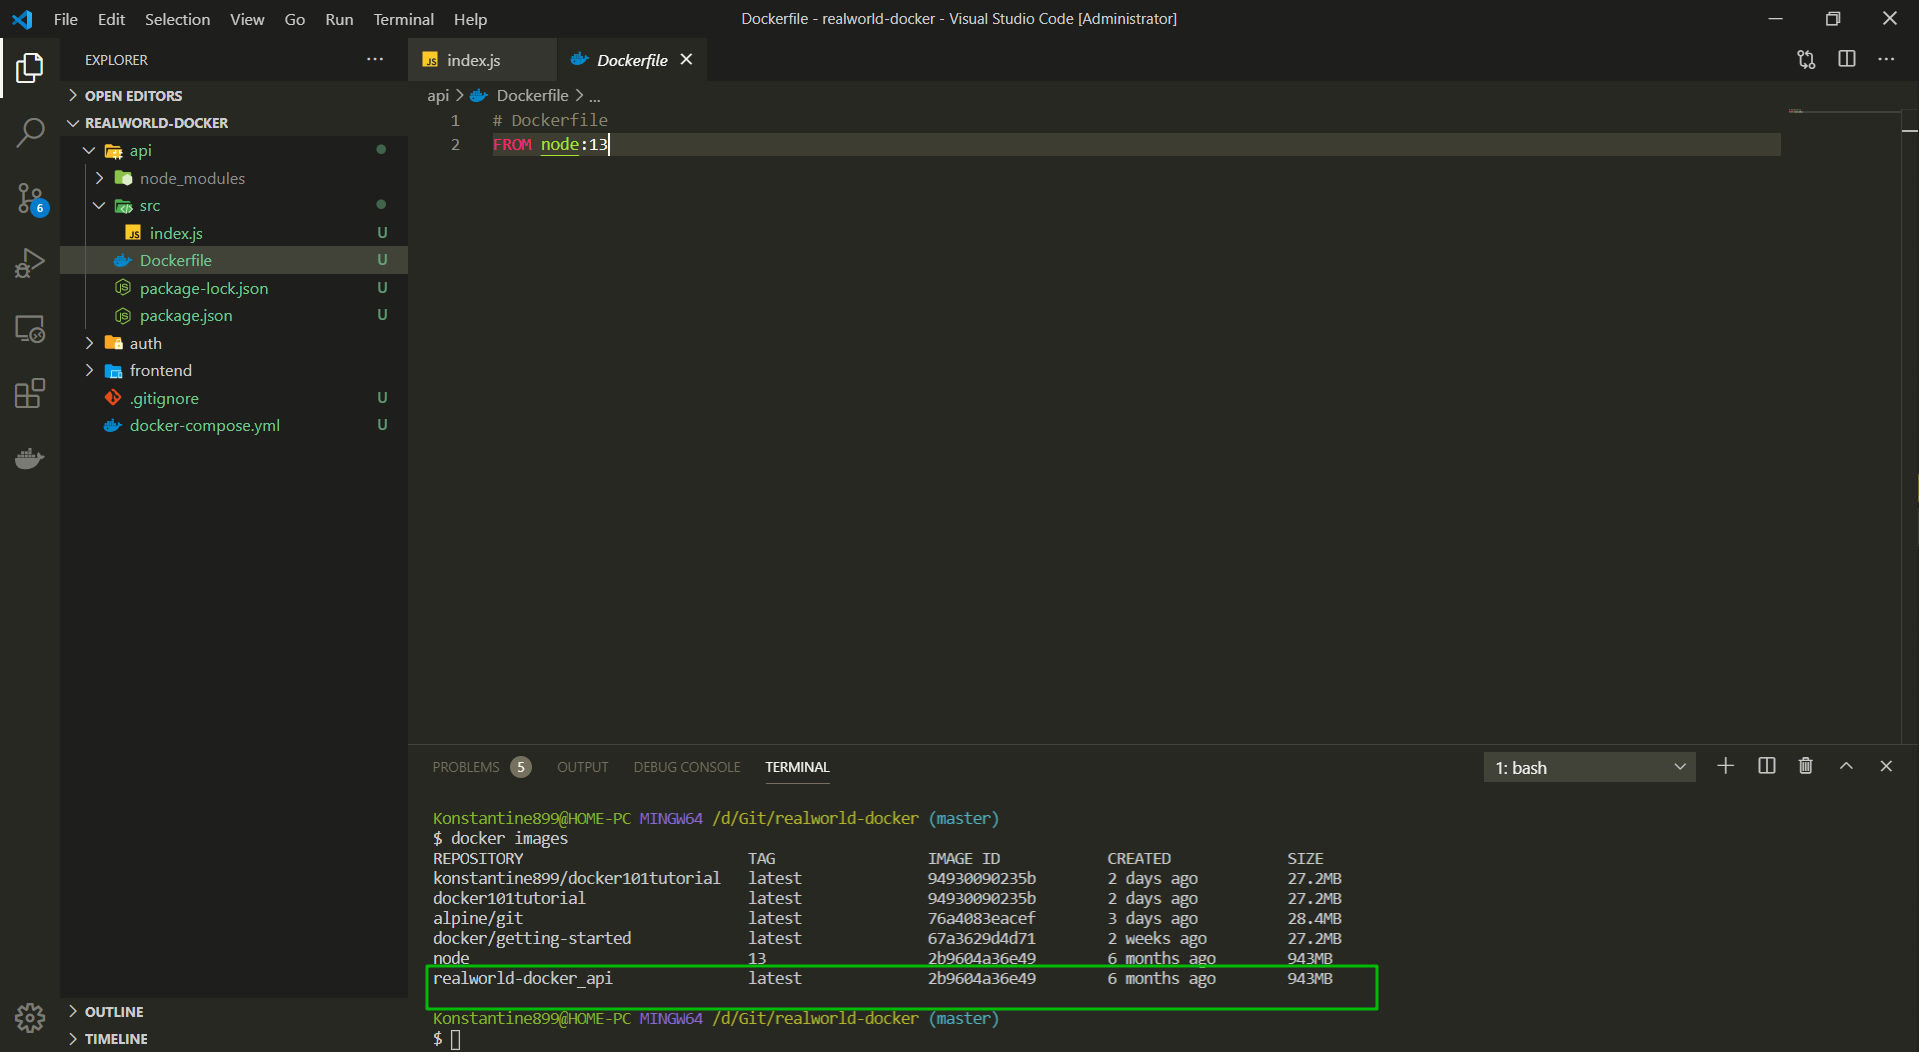 File Edit Selection View Go Run Terminal Help
Dockerfile - realworld-docker - Visual Studio Code [Administrator]
EXPLORER ...
index.js
Dockerfile
OPEN EDITORS
REALWORLD-DOCKER
api
node_modules
src
index.js U
Dockerfile U
package-lock.json U
package.json U
auth
frontend
.gitignore U
docker-compose.yml U
6
OUTLINE
TIMELINE
api > Dockerfile > ...
1 # Dockerfile
2 FROM node:13
PROBLEMS 5 OUTPUT DEBUG CONSOLE TERMINAL
1: bash
Konstantine899@HOME-PC MINGW64 /d/Git/realworld-docker (master)
$ docker images
REPOSITORY TAG IMAGE ID CREATED SIZE
konstantine899/docker101tutorial latest 94930090235b 2 days ago 27.2MB
docker101tutorial latest 94930090235b 2 days ago 27.2MB
alpine/git latest 76a4083eacef 3 days ago 28.4MB
docker/getting-started latest 67a3629d4d71 2 weeks ago 27.2MB
node 13 2b9604a36e49 6 months ago 943MB
realworld-docker_api latest 2b9604a36e49 6 months ago 943MB
Konstantine899@HOME-PC MINGW64 /d/Git/realworld-docker (master)
$